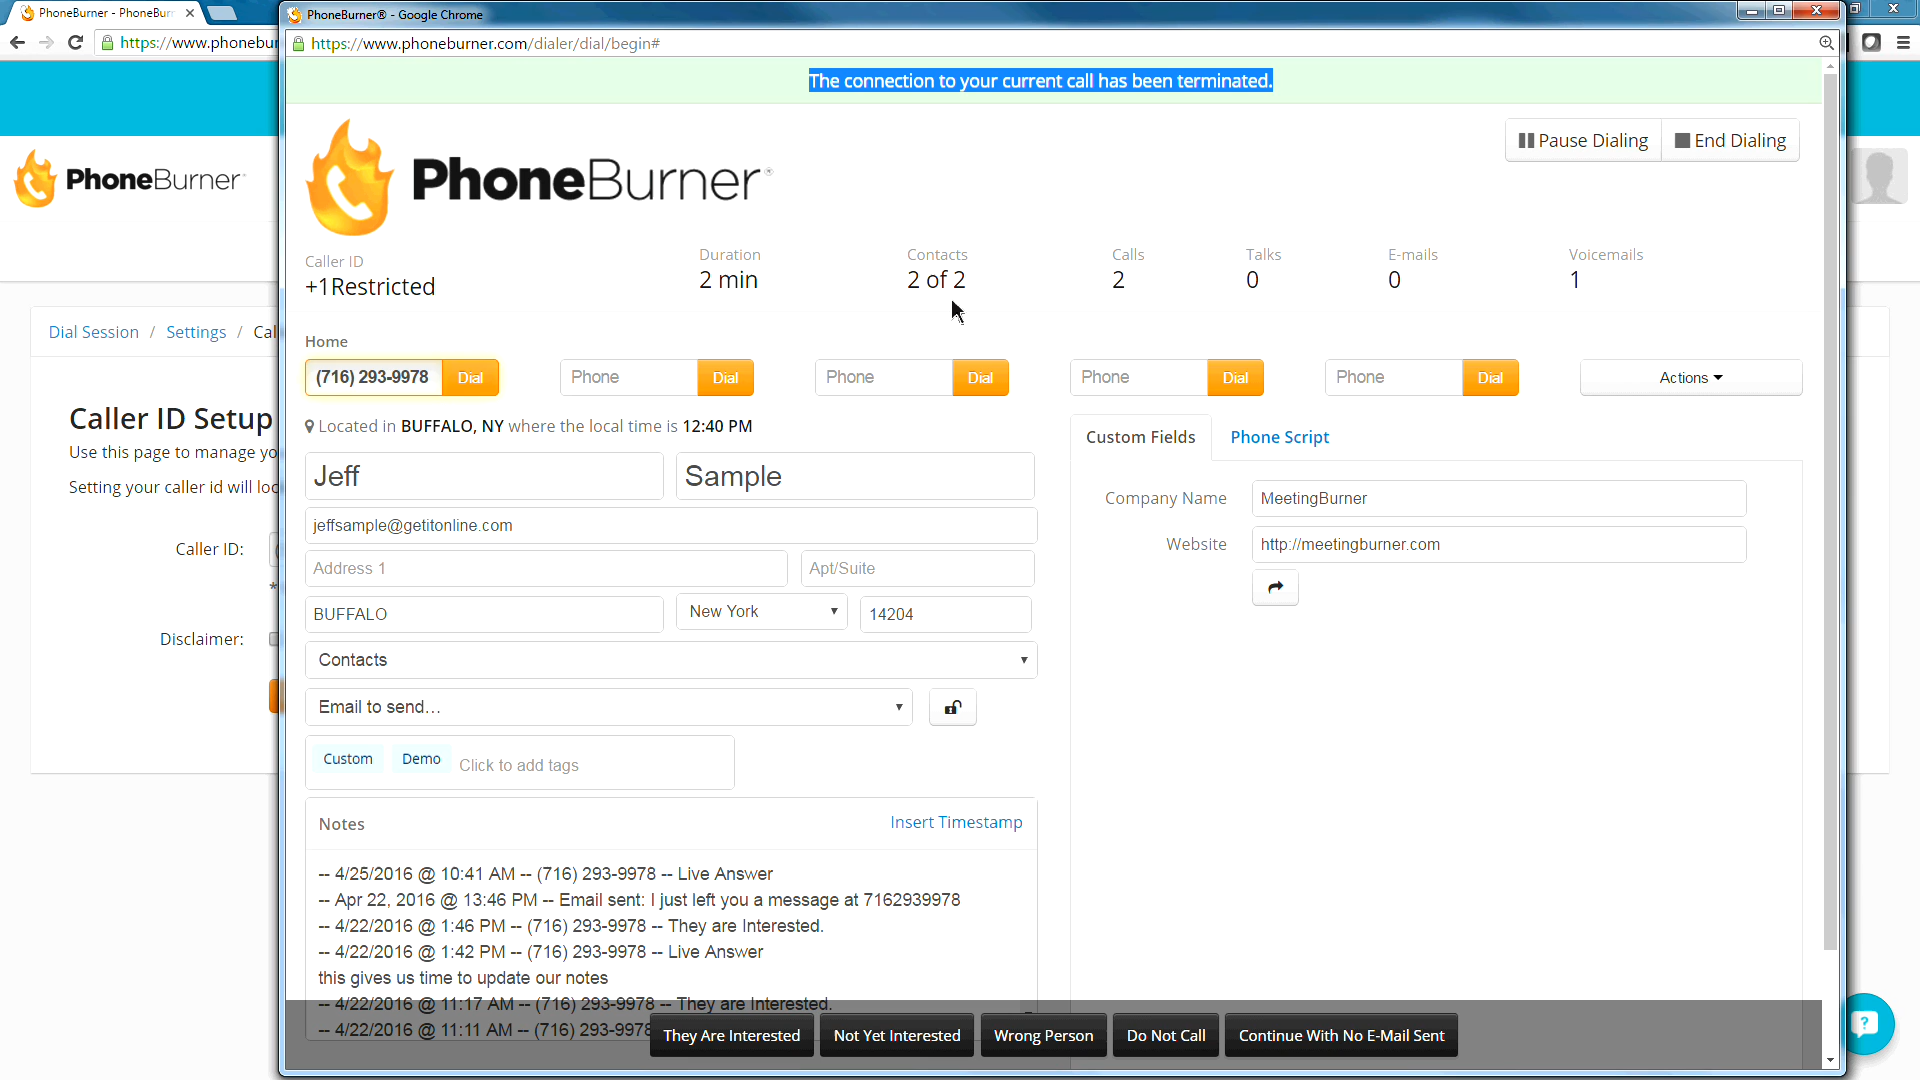 PhoneBurner - PhoneBurn
PhoneBurner® - Google Chrome
https://www.phonebur
https://www.phoneburner.com/dialer/dial/begin#
The connection to your current call has been terminated.
Pause Dialing
End Dialing
PhoneBurner
PhoneBurner®
Caller ID
+1Restricted
Duration
2 min
Contacts
2 of 2
Calls
2
Talks
0
E-mails
0
Voicemails
1
Dial Session / Settings / Cal
Home
(716) 293-9978 Dial
Phone Dial
Phone Dial
Phone Dial
Phone Dial
Actions
Located in BUFFALO, NY where the local time is 12:40 PM
Caller ID Setup
Use this page to manage yo
Setting your caller id will loc
Caller ID:
*
Disclaimer:
Jeff
Sample
jeffsample@getitonline.com
Address 1
Apt/Suite
BUFFALO
New York
14204
Contacts
Email to send...
Custom Demo Click to add tags
Custom Fields
Phone Script
Company Name MeetingBurner
Website http://meetingburner.com
Notes
Insert Timestamp
-- 4/25/2016 @ 10:41 AM -- (716) 293-9978 -- Live Answer
-- Apr 22, 2016 @ 13:46 PM -- Email sent: I just left you a message at 7162939978
-- 4/22/2016 @ 1:46 PM -- (716) 293-9978 -- They are Interested.
-- 4/22/2016 @ 1:42 PM -- (716) 293-9978 -- Live Answer
this gives us time to update our notes
-- 4/22/2016 @ 11:17 AM -- (716) 293-9978 -- They are Interested.
-- 4/22/2016 @ 11:11 AM -- (716) 293-9978
They Are Interested
Not Yet Interested
Wrong Person
Do Not Call
Continue With No E-Mail Sent